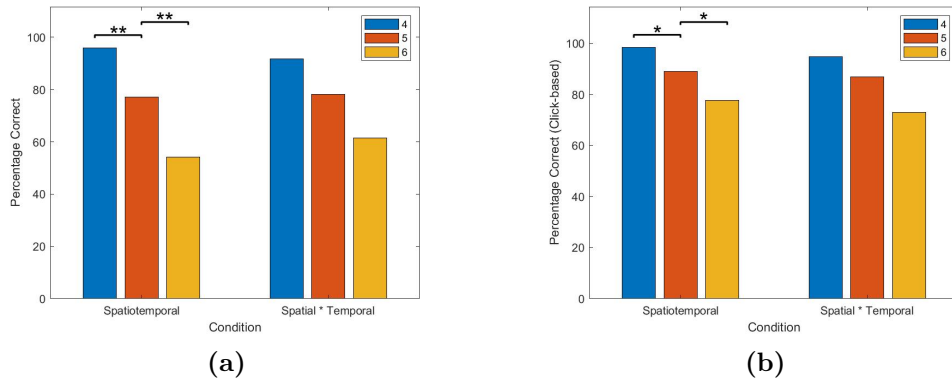 **
**
4
5
6
100
80
60
40
20
0
Percentage Correct
Spatiotemporal
Spatial * Temporal
Condition
(a)
*
*
4
5
6
100
80
60
40
20
0
Percentage Correct (Click-based)
Spatiotemporal
Spatial * Temporal
Condition
(b)